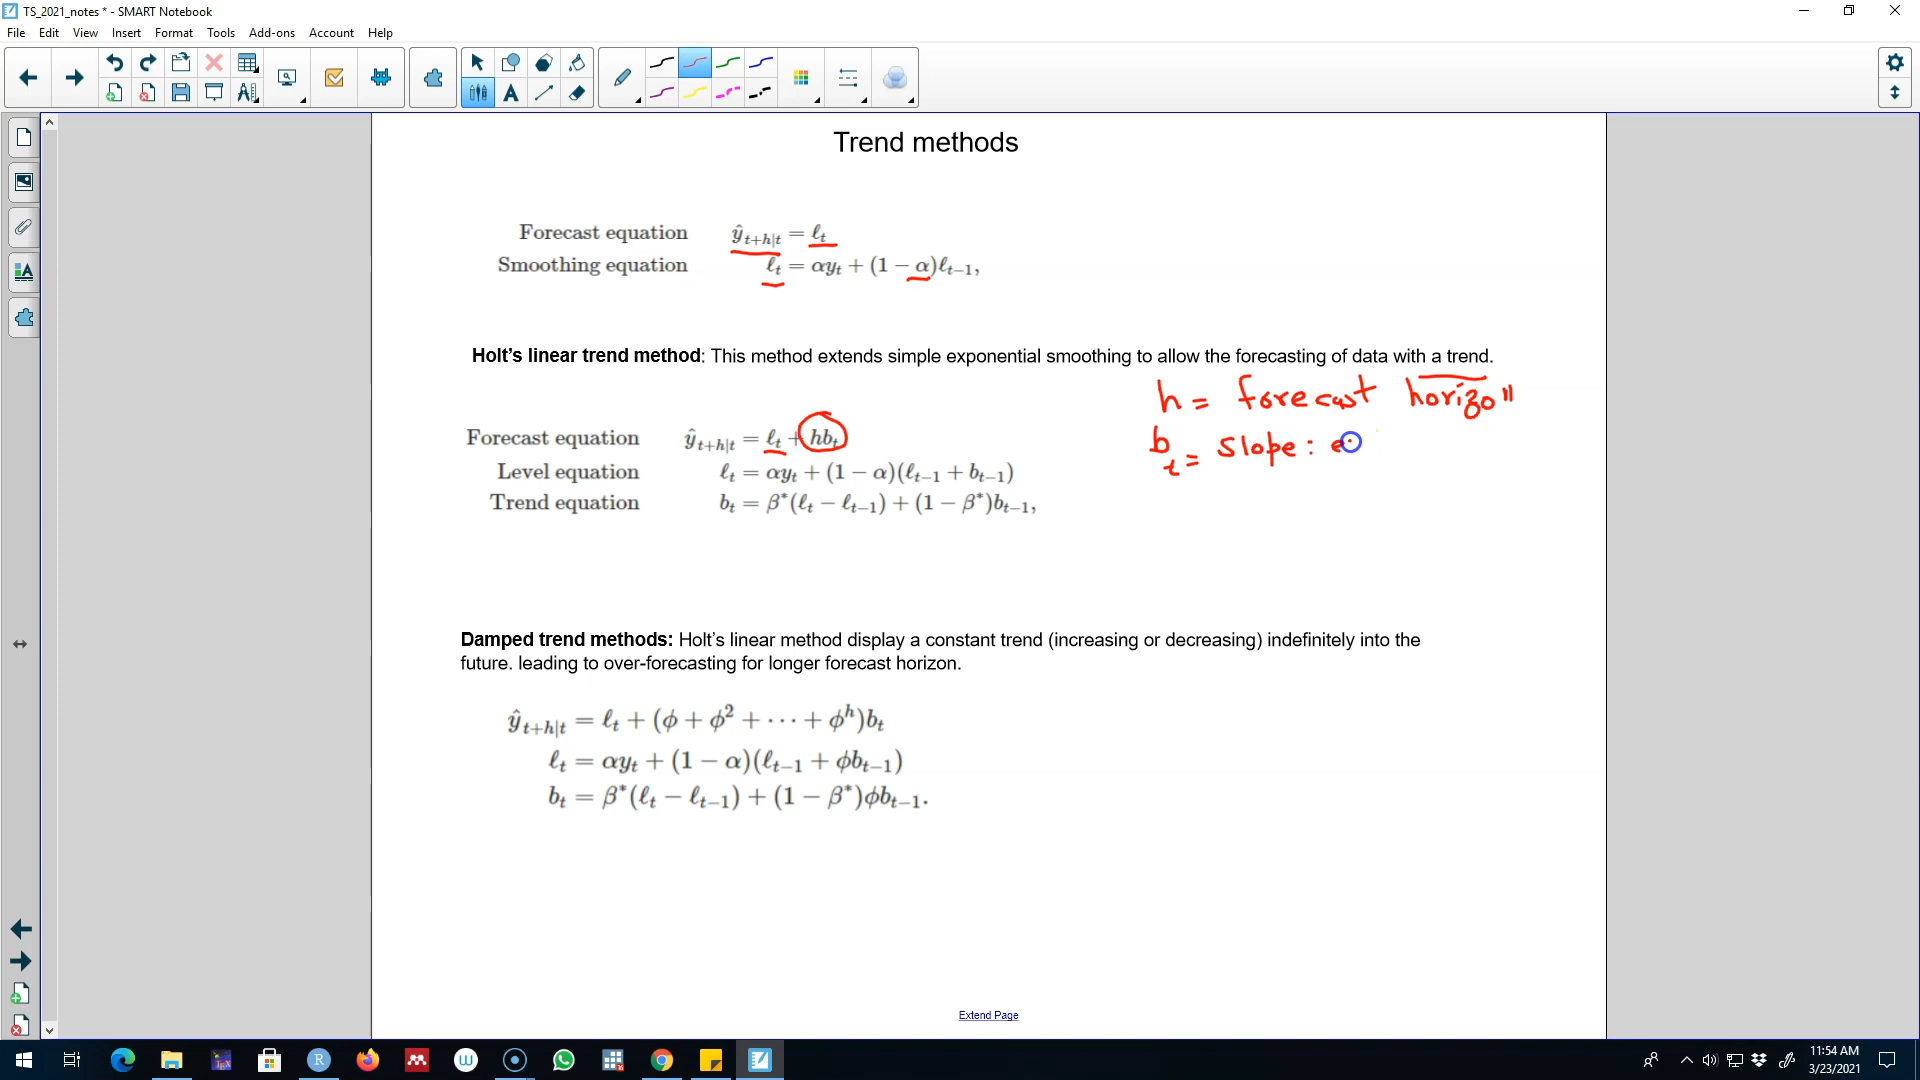 TS_2021_notes * - SMART Notebook
File Edit View Insert Format Tools Add-ons Account Help
Trend methods
Forecast equation ŷ_{t+h|t} = ℓ_t
Smoothing equation ℓ_t = αy_t + (1 − α)ℓ_{t−1},
Holt's linear trend method: This method extends simple exponential smoothing to allow the forecasting of data with a trend.
h = forecast horizon
Forecast equation ŷ_{t+h|t} = ℓ_t + hb_t
b_t = slope :
Level equation ℓ_t = αy_t + (1 − α)(ℓ_{t−1} + b_{t−1})
Trend equation b_t = β*(ℓ_t − ℓ_{t−1}) + (1 − β*)b_{t−1},
Damped trend methods: Holt's linear method display a constant trend (increasing or decreasing) indefinitely into the
future. leading to over-forecasting for longer forecast horizon.
ŷ_{t+h|t} = ℓ_t + (ϕ + ϕ² + ⋯ + ϕ^h)b_t
ℓ_t = αy_t + (1 − α)(ℓ_{t−1} + ϕb_{t−1})
b_t = β*(ℓ_t − ℓ_{t−1}) + (1 − β*)ϕb_{t−1}.
Extend Page
11:54 AM
3/23/2021